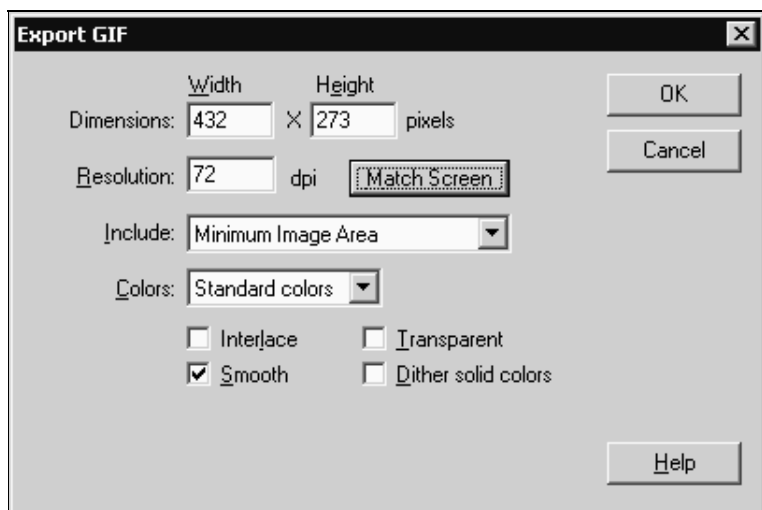 Export GIF
Width Height
Dimensions: 432 X 273 pixels
Resolution: 72 dpi Match Screen
Include: Minimum Image Area
Colors: Standard colors
Interlace Transparent
Smooth Dither solid colors
OK
Cancel
Help